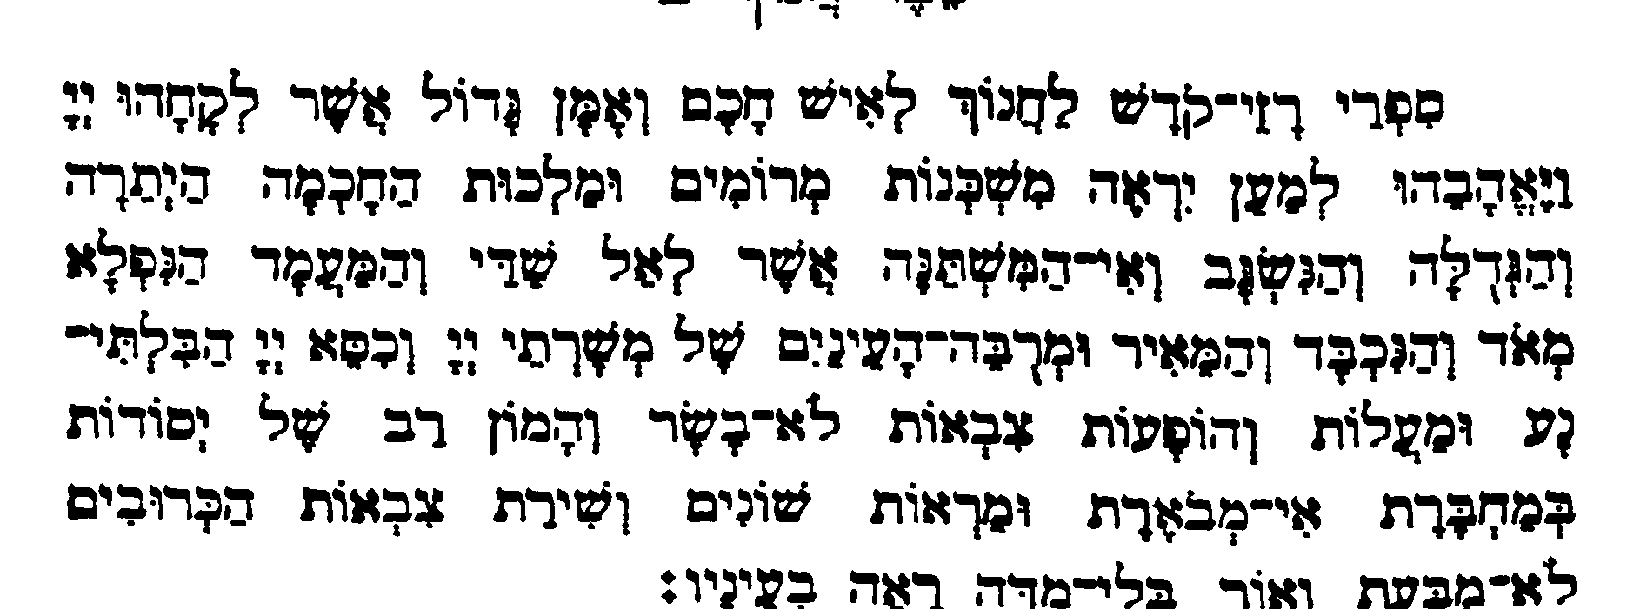 סִפְרֵי רָזֵי־קֹדֶשׁ לַחֲנוֹךְ לְאִישׁ חָכָם וְאָמָּן גָּדוֹל אֲשֶׁר לְקָחָהוּ יְיָ
וַיֶּאֱהָבֵהוּ לְמַעַן יִרְאֶה מִשְׁכְּנוֹת מְרוֹמִים וּמַלְכוּת הַחָכְמָה הַיְתֵרָה
וְהַגְּדֻלָּה וְהַנִּשְׂגָּב וְאִי־הַמִּשְׁתַּנֶּה אֲשֶׁר לְאֵל שַׁדַּי וְהַמַּעֲמָד הַנִּפְלָא
מְאֹד וְהַנִּכְבָּד וְהַמֵּאִיר וּמְרֻבֵּה־הָעֵינַיִם שֶׁל מְשָׁרְתֵי יְיָ וְכִסֵּא יְיָ הַבִּלְתִּי־
נָע וּמַעֲלוֹת וְהוֹפָעוֹת צִבְאוֹת לֹא־בָשָׂר וְהָמוֹן רַב שֶׁל יְסוֹדוֹת
בְּמַחְבֶּרֶת אִי־מְבֹאֶרֶת וּמַרְאוֹת שׁוֹנִים וְשִׁירַת צִבְאוֹת הַכְּרוּבִים
לֹא־מֻבַּעַת וְאוֹר בְּלִי־מִדָּה רָאָה בְעֵינָיו׃